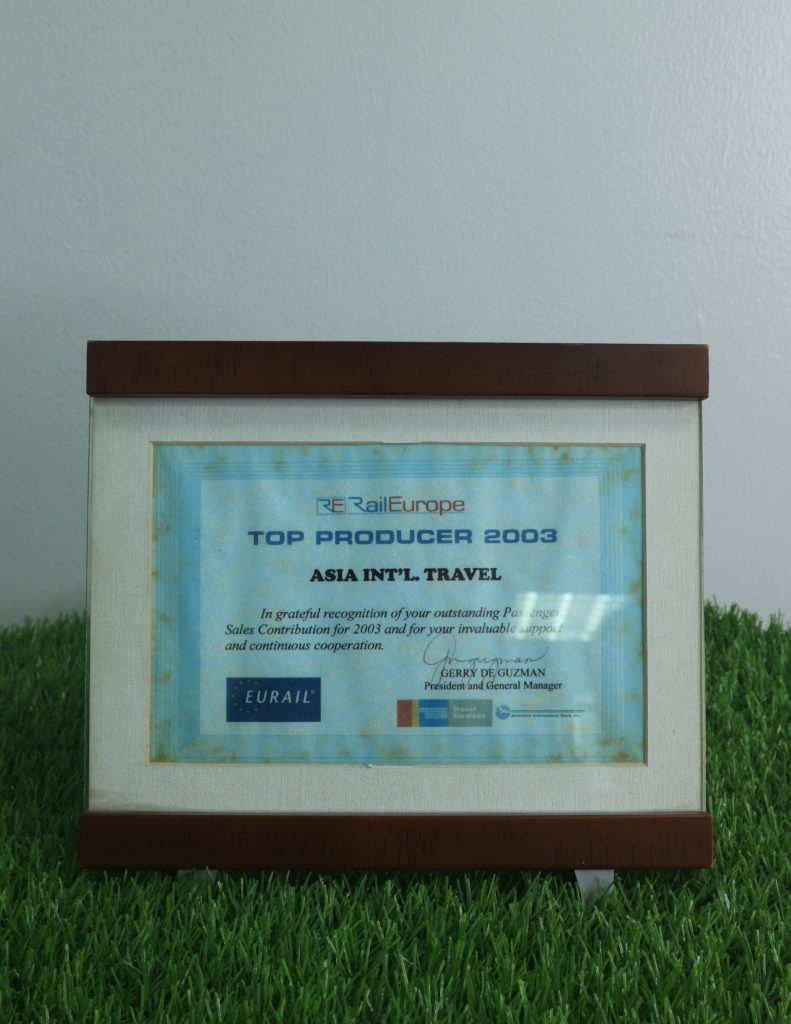 RE RailEurope
TOP PRODUCER 2003
ASIA INT'L. TRAVEL
In grateful recognition of your outstanding Passenger
Sales Contribution for 2003 and for your invaluable support
and continuous cooperation.
GERRY DE GUZMAN
President and General Manager
EURAIL®
Travel
Services